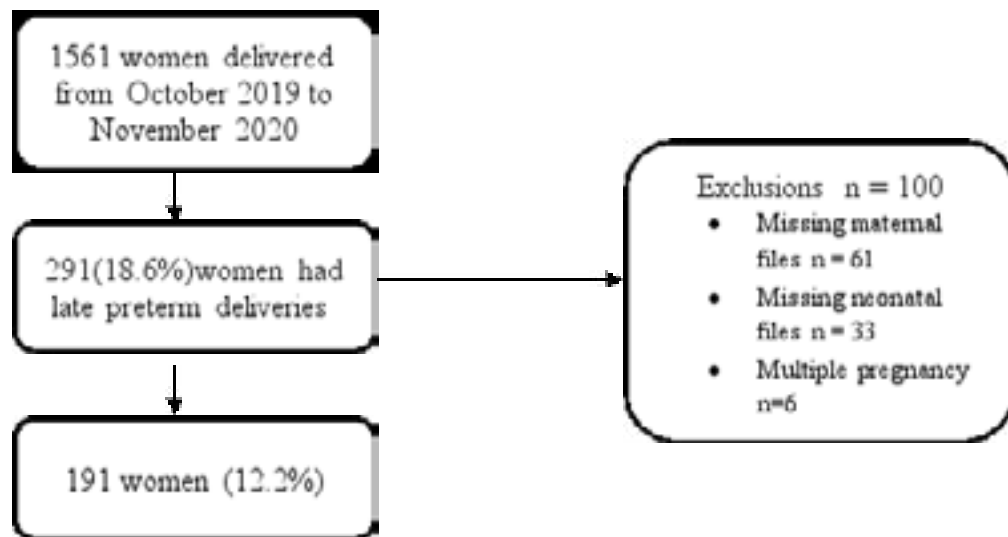 1561 women delivered
from October 2019 to
November 2020
291(18.6%)women had
late preterm deliveries
191 women (12.2%)
Exclusions n = 100
• Missing maternal
files n = 61
• Missing neonatal
files n = 33
• Multiple pregnancy
n=6